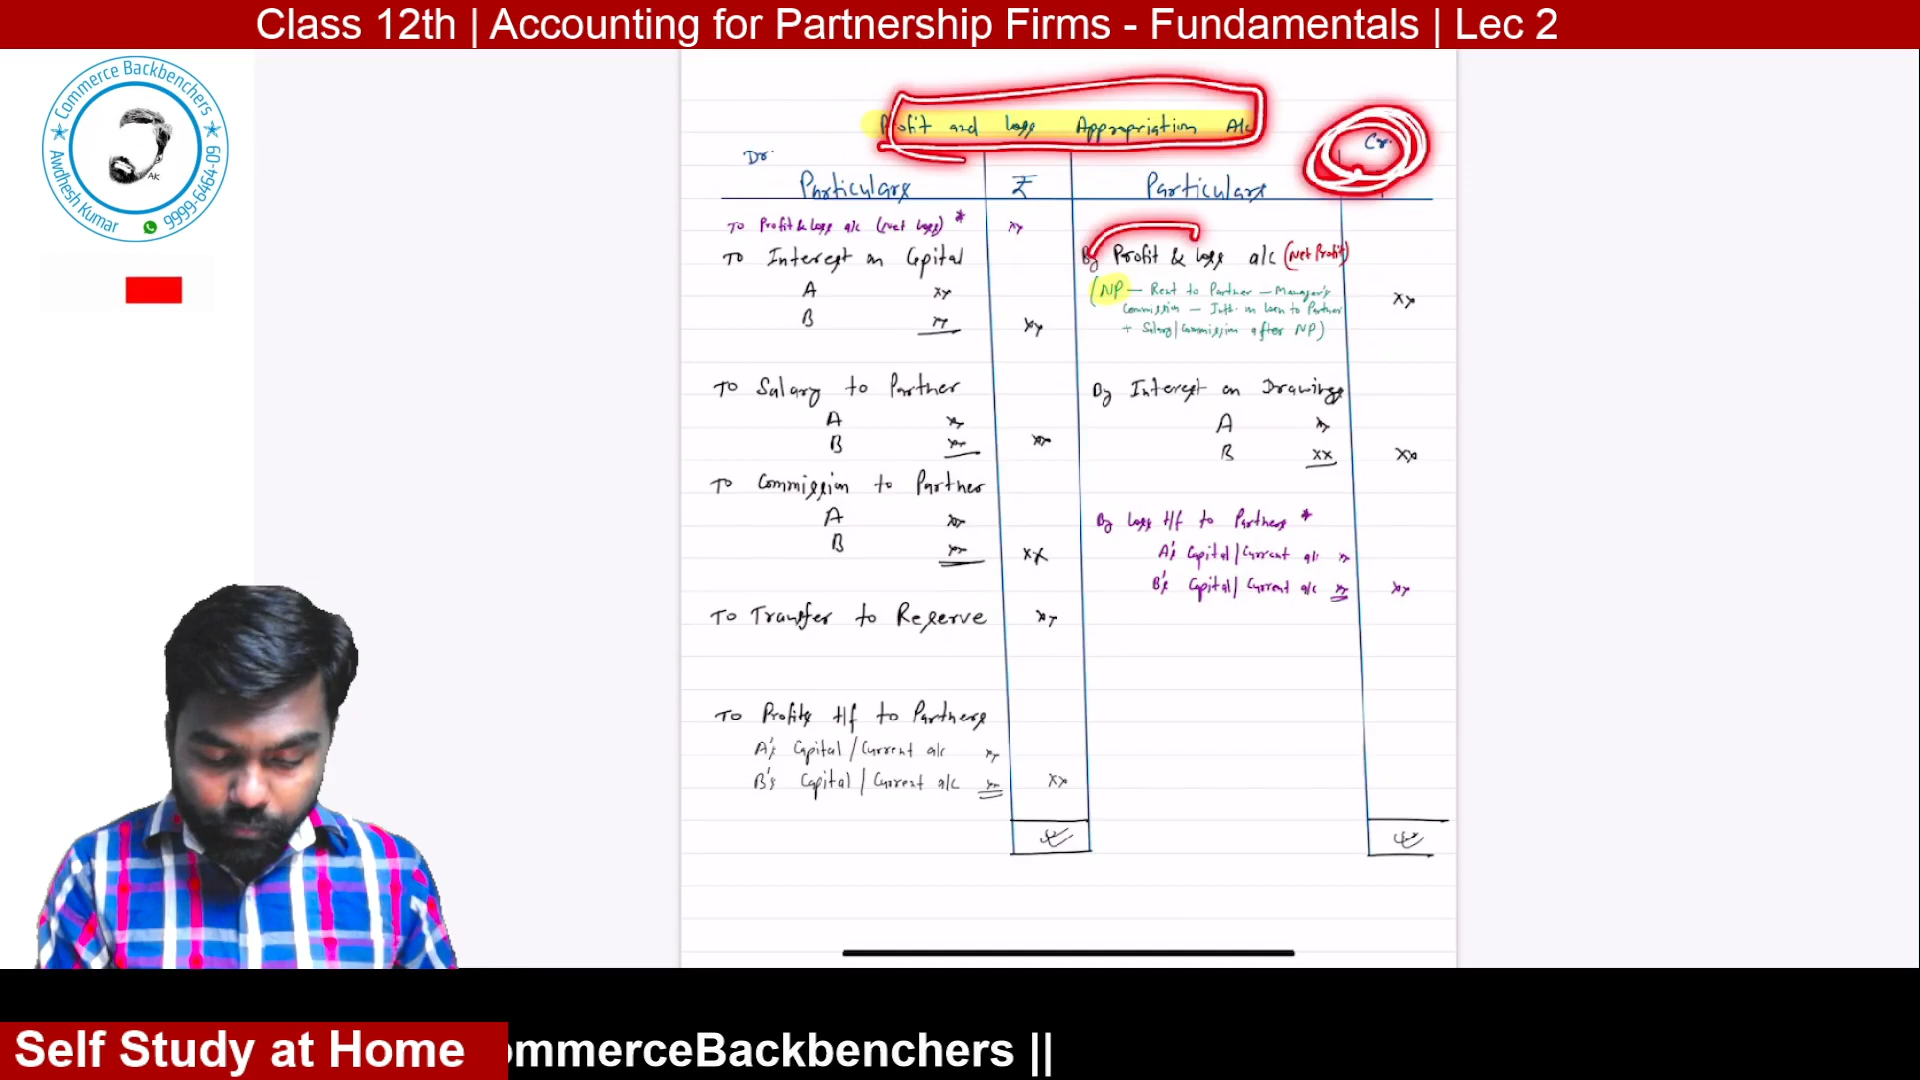 Class 12th | Accounting for Partnership Firms - Fundamentals | Lec 2
Commerce Backbenchers
Awdhesh Kumar
9999-6464-09
AK
Profit and loss Appropriation A/c
Dr.
Cr.
Particulars ₹ Particulars
To Profit & Loss a/c (Net loss) * xx
To Interest on Capital
A xx
B xx xx
To Salary to Partner
A xx
B xx xx
To Commission to Partner
A xx
B xx xx
To Transfer to Reserve xx
To Profits t/f to Partners
A's Capital / Current a/c xx
B's Capital / Current a/c xx xx
By Profit & loss a/c (Net Profit)
(NP — Rent to Partner — Manager's xx
Commission — Intt. on loan to Partner
+ Salary/Commission after NP)
By Interest on Drawings
A x
B xx xx
By loss t/f to Partners *
A's Capital/Current a/c xx
B's Capital/Current a/c xx xx
Self Study at Home
ommerceBackbenchers ||